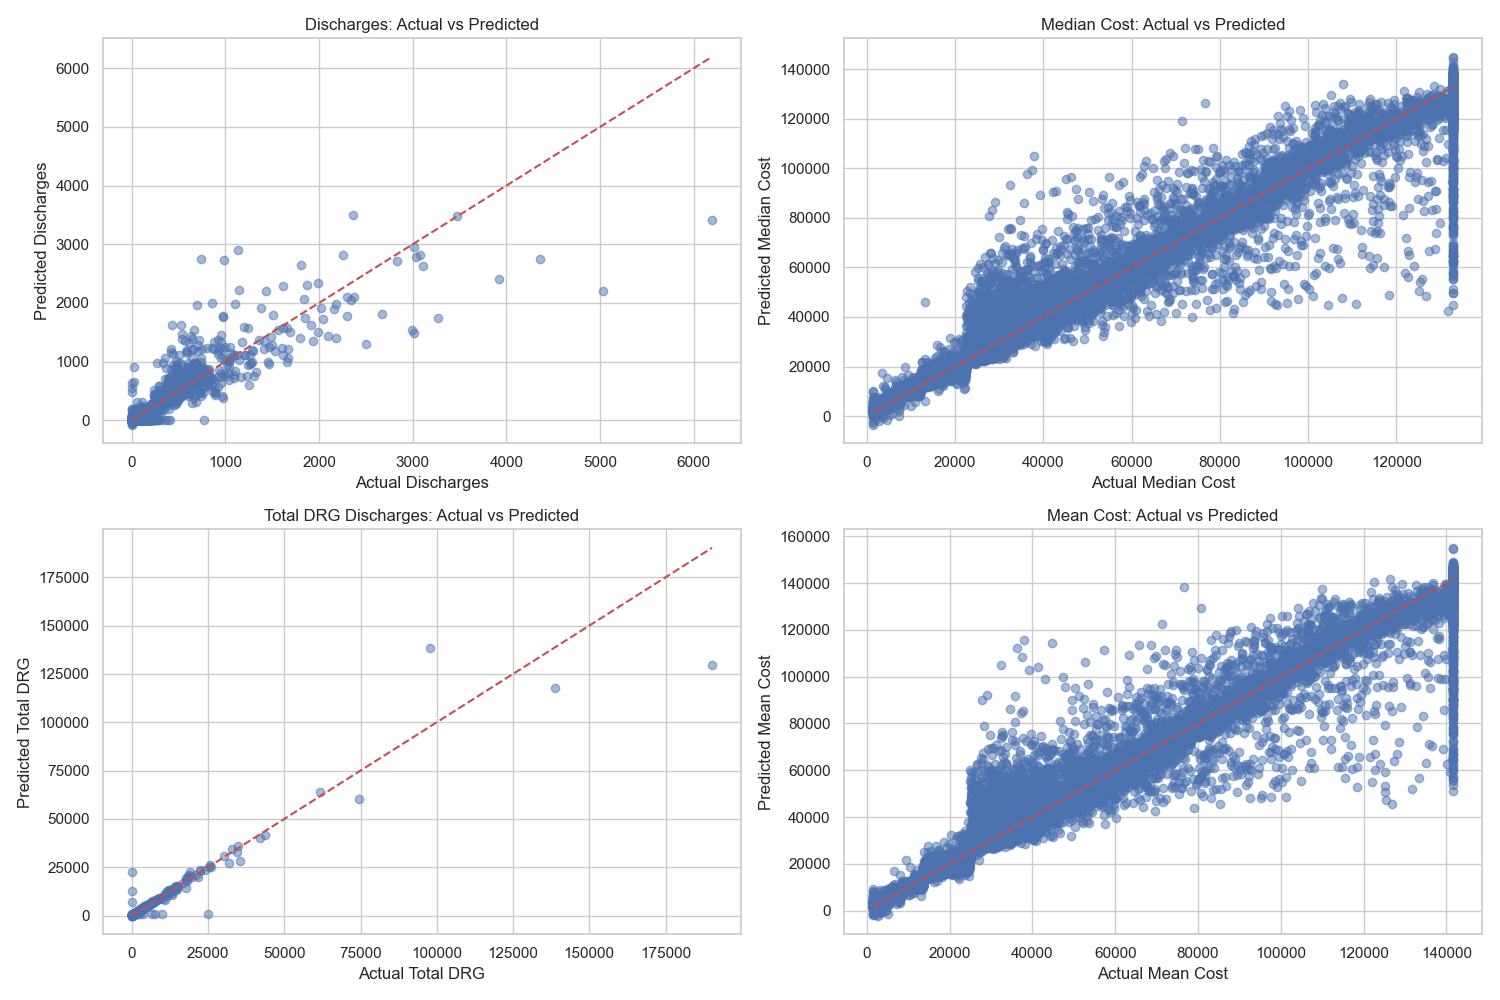 Discharges: Actual vs Predicted
Predicted Discharges
6000
5000
4000
3000
2000
1000
0
0 1000 2000 3000 4000 5000 6000
Actual Discharges
Median Cost: Actual vs Predicted
Predicted Median Cost
140000
120000
100000
80000
60000
40000
20000
0
0 20000 40000 60000 80000 100000 120000
Actual Median Cost
Total DRG Discharges: Actual vs Predicted
Predicted Total DRG
175000
150000
125000
100000
75000
50000
25000
0
0 25000 50000 75000 100000 125000 150000 175000
Actual Total DRG
Mean Cost: Actual vs Predicted
Predicted Mean Cost
160000
140000
120000
100000
80000
60000
40000
20000
0
0 20000 40000 60000 80000 100000 120000 140000
Actual Mean Cost